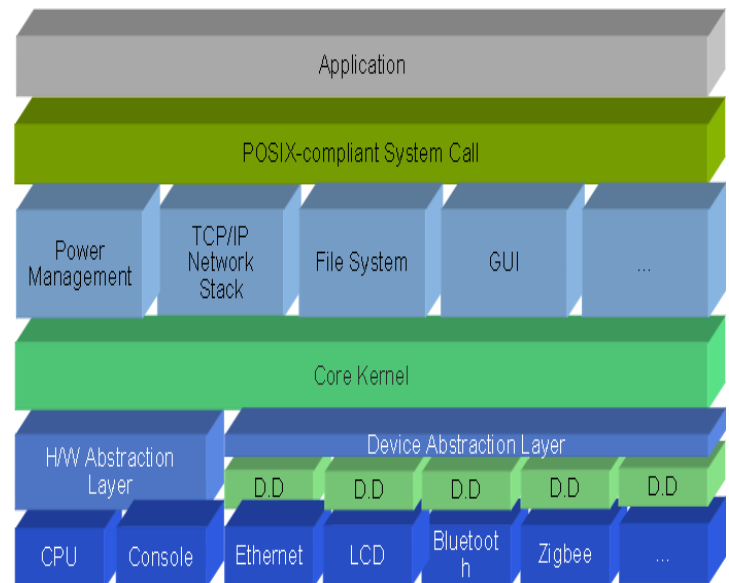 Application
POSIX-compliant System Call
Power
Management
TCP/IP
Network
Stack
File System
GUI
...
Core Kernel
H/W Abstraction
Layer
Device Abstraction Layer
D.D
D.D
D.D
D.D
D.D
CPU
Console
Ethernet
LCD
Bluetoot
h
Zigbee
...